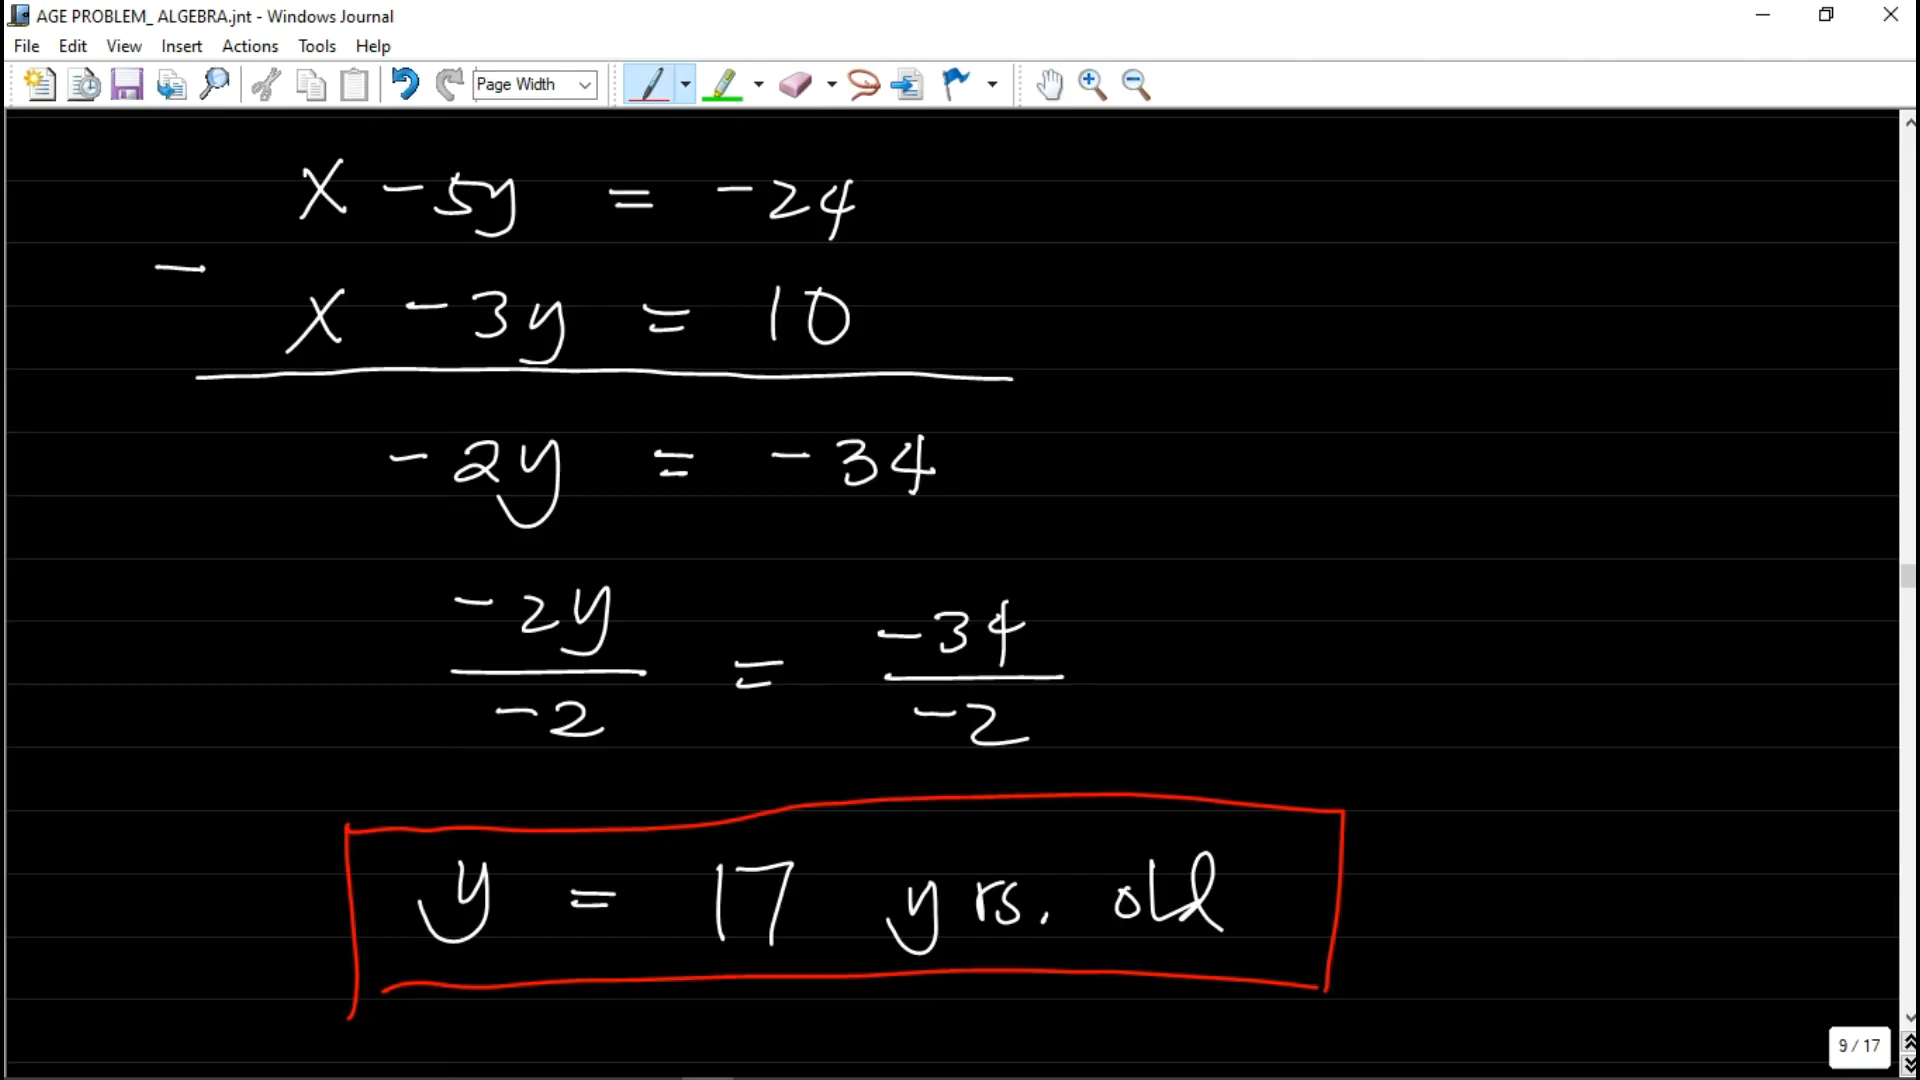 AGE PROBLEM_ ALGEBRA.jnt - Windows Journal
File Edit View Insert Actions Tools Help
Page Width
x - 5y = -24
-
x - 3y = 10
-2y = -34
-2y = -34
-2 -2
y = 17 yrs. old
9 / 17